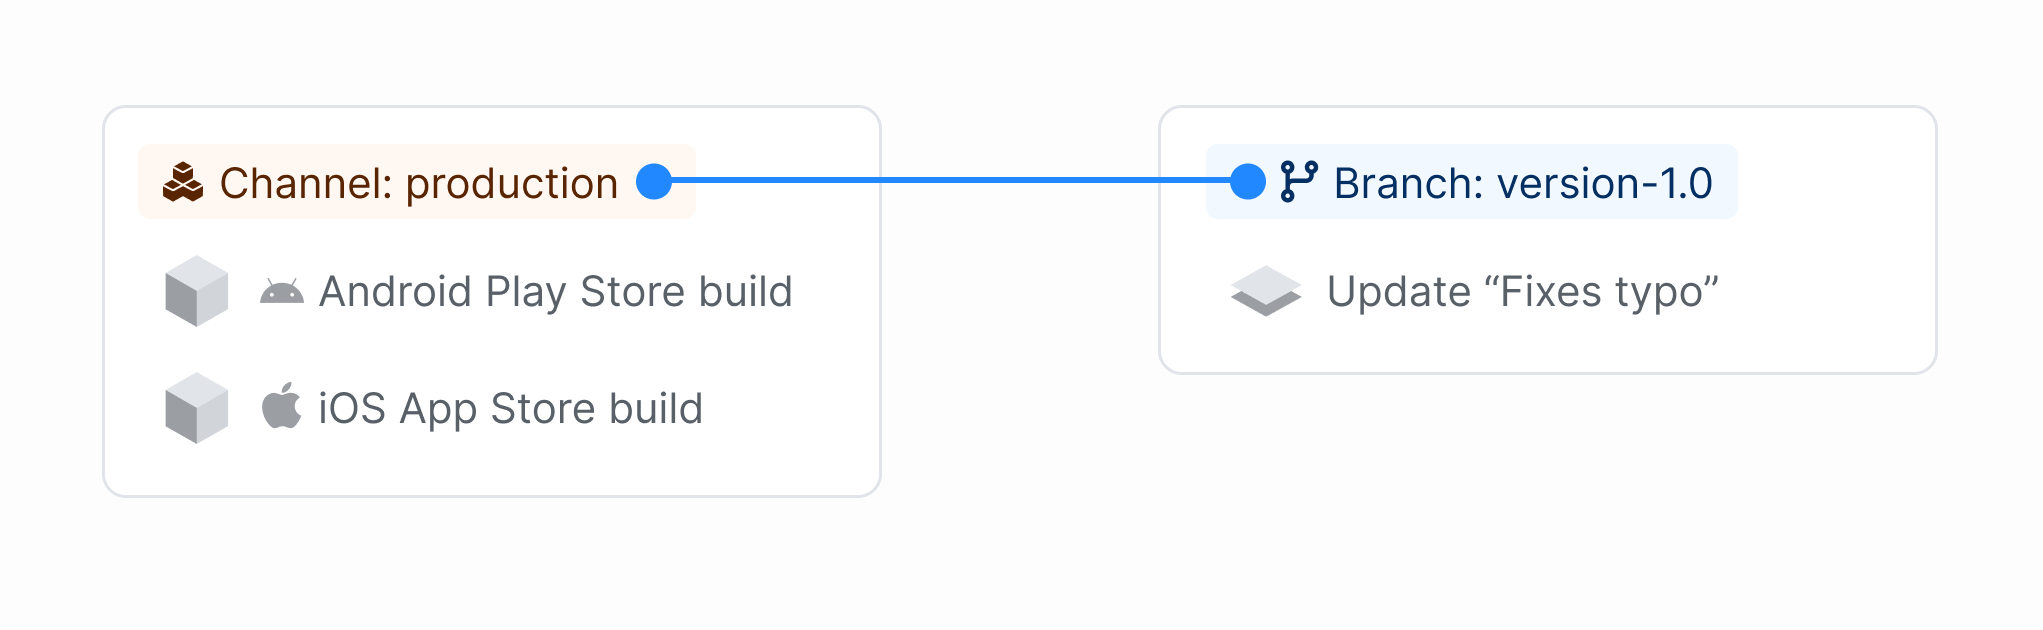 Channel: production
Android Play Store build
iOS App Store build
Branch: version-1.0
Update “Fixes typo”